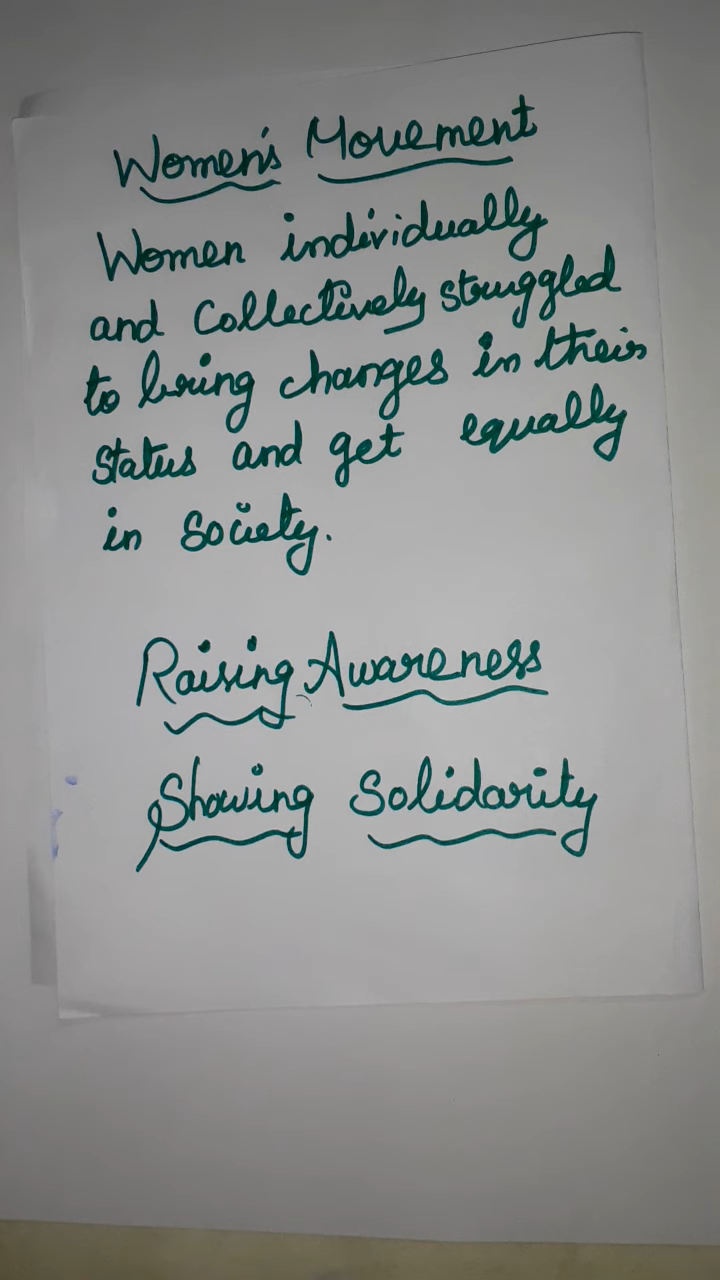 Women's Movement
Women individually
and Collectively struggled
to bring changes in their
status and get equally
in Society.
Raising Awareness
Showing Solidarity